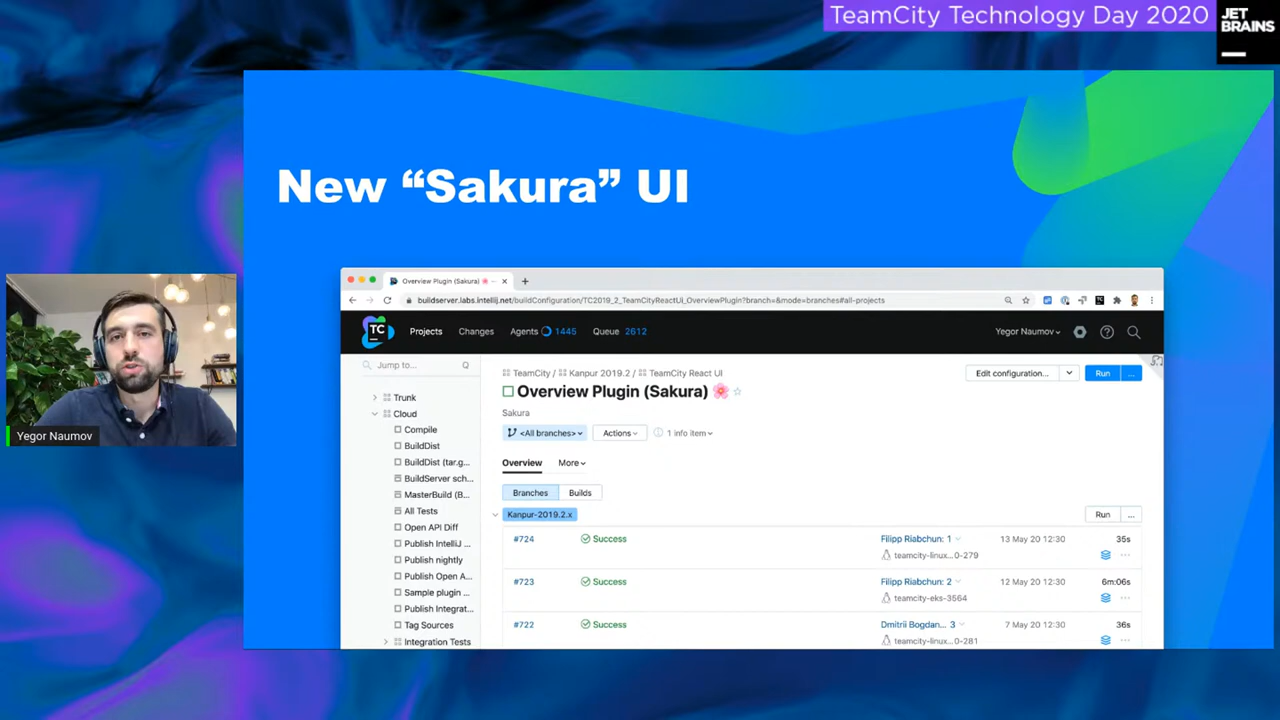 TeamCity Technology Day 2020
JET
BRAINS
New “Sakura” UI
Yegor Naumov
Overview Plugin (Sakura) 🌸
buildserver.labs.intellij.net/buildConfiguration/TC2019_2_TeamCityReactUi_OverviewPlugin?branch=&mode=branches#all-projects
TC
Projects Changes Agents 1445 Queue 2612 Yegor Naumov
Jump to... Q
Trunk
Cloud
Compile
BuildDist
BuildDist (tar.g...
BuildServer sch...
MasterBuild (B...
All Tests
Open API Diff
Publish IntelliJ ...
Publish nightly
Publish Open A...
Sample plugin ...
Publish Integrat...
Tag Sources
Integration Tests
TeamCity / Kanpur 2019.2 / TeamCity React UI
Edit configuration... Run ...
Overview Plugin (Sakura) 🌸
Sakura
<All branches> Actions 1 info item
Overview More
Branches Builds
Kanpur-2019.2.x Run ...
#724 Success Filipp Riabchun: 1 13 May 20 12:30 35s
teamcity-linux...0-279
#723 Success Filipp Riabchun: 2 12 May 20 12:30 6m:06s
teamcity-eks-3564
#722 Success Dmitrii Bogdan... 3 7 May 20 12:30 36s
teamcity-linux...0-281